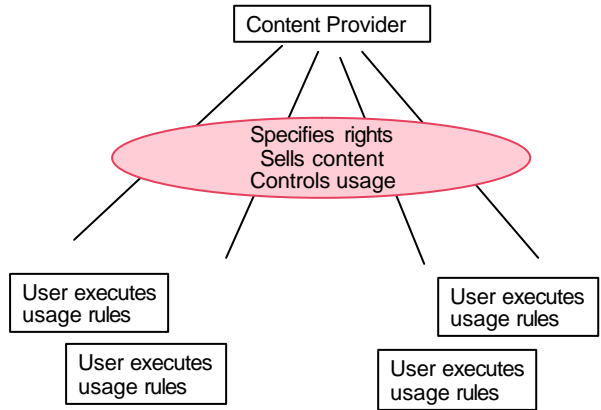 Content Provider
Specifies rights
Sells content
Controls usage
User executes
usage rules
User executes
usage rules
User executes
usage rules
User executes
usage rules